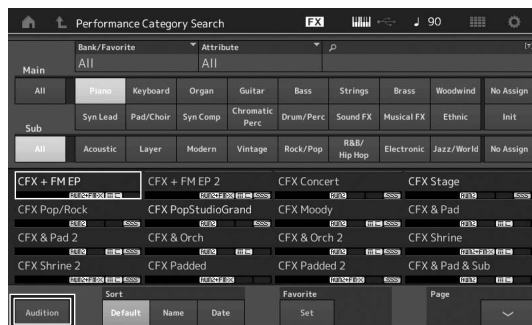 Performance Category Search FX 90
Bank/Favorite Attribute
Main All All
All Piano Keyboard Organ Guitar Bass Strings Brass Woodwind No Assign
Syn Lead Pad/Choir Syn Comp Chromatic Perc Drum/Perc Sound FX Musical FX Ethnic Init
Sub
All Acoustic Layer Modern Vintage Rock/Pop R&B/ Hip Hop Electronic Jazz/World No Assign
CFX + FM EP CFX + FM EP 2 CFX Concert CFX Stage
CFX Pop/Rock CFX PopStudioGrand CFX Moody CFX & Pad
CFX & Pad 2 CFX & Orch CFX & Orch 2 CFX Shrine
CFX Shrine 2 CFX Padded CFX Padded 2 CFX & Pad & Sub
Sort Favorite Page
Audition Default Name Date Set